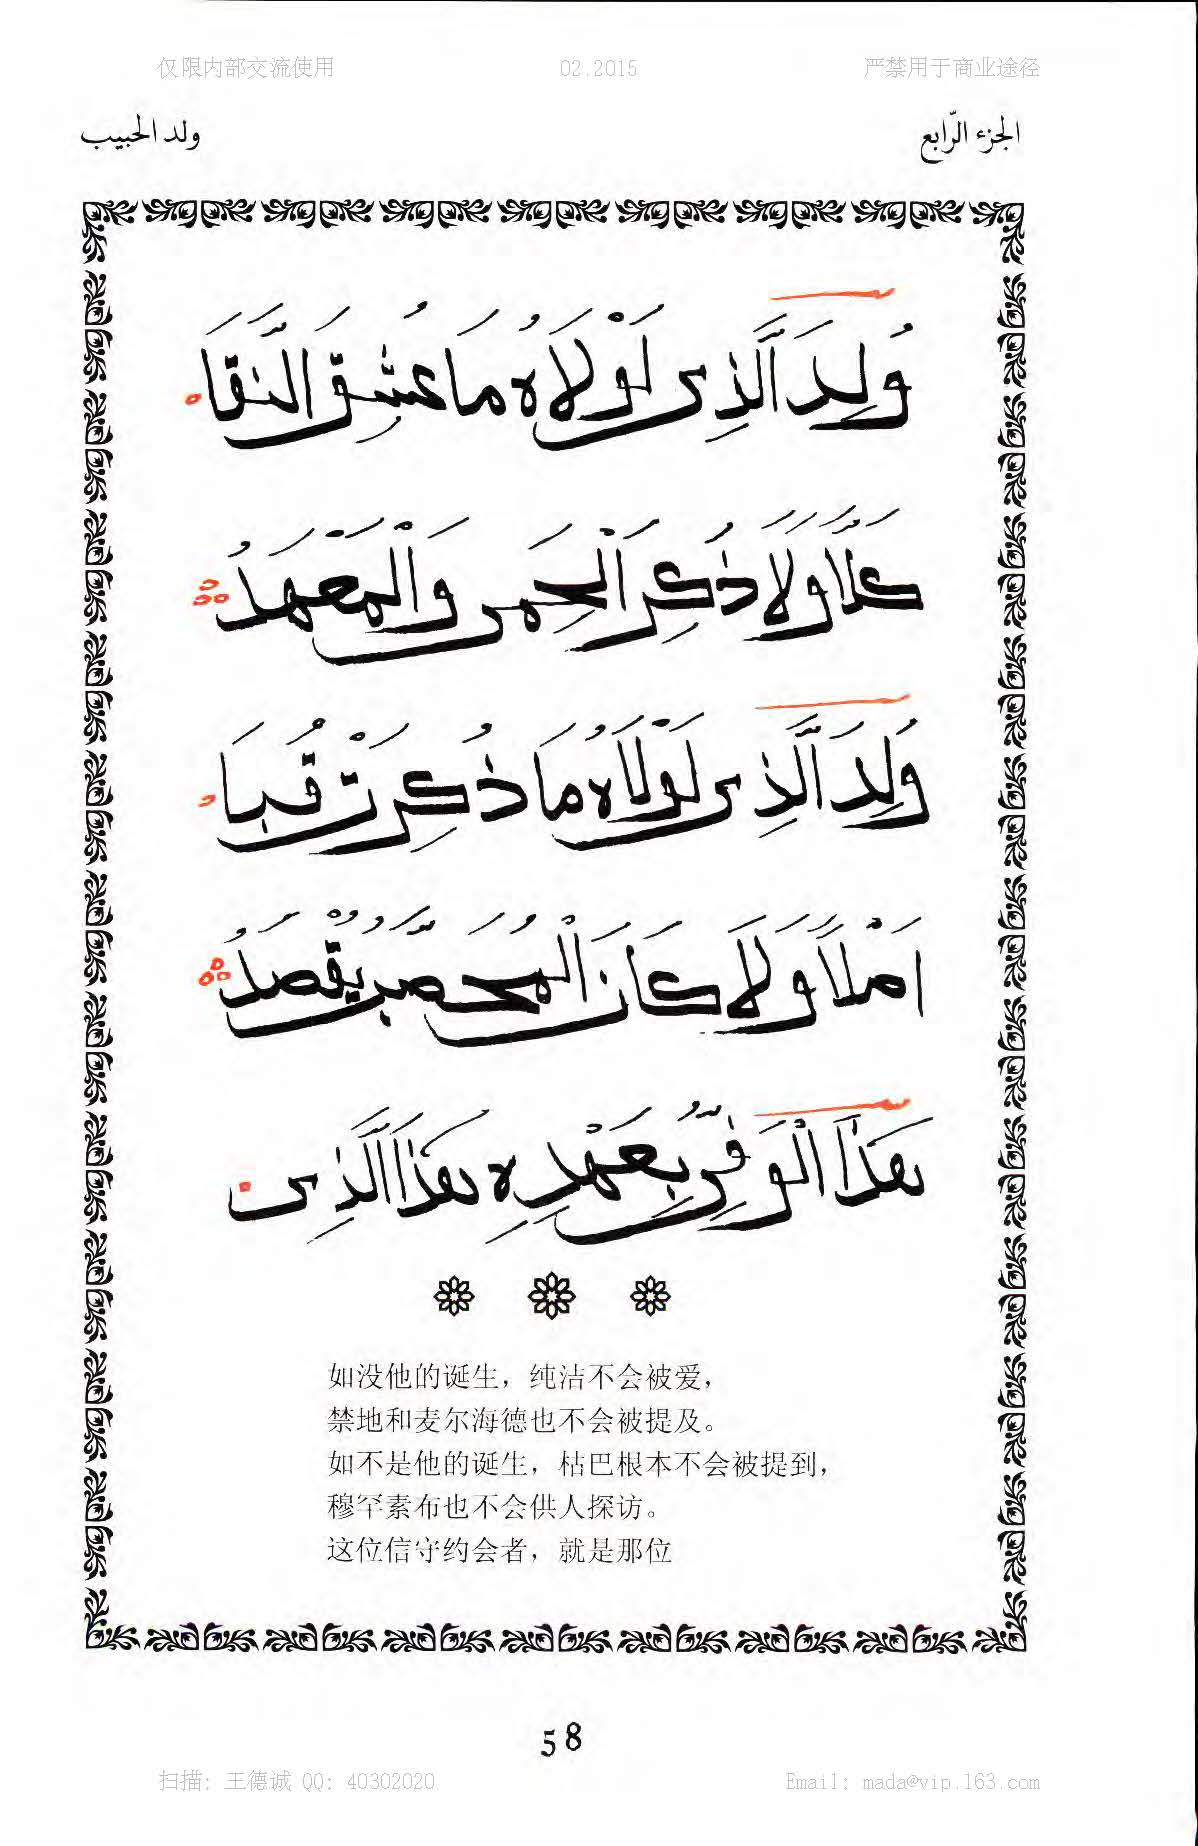 仅限内部交流使用 02.2015 严禁用于商业途径
الجزء الرّابع ولد الحبيب
وُلِدَ الَّذِى لَوْلَاهُ مَا عُشِقَ النَّقَا
كَلَّا وَلَا ذُكِرَ الْحِمَى وَالْمَعْهَدُ
وُلِدَ الَّذِى لَوْلَاهُ مَا ذُكِرَتْ قُبَا
اَصْلًا وَلَا كَانَ الْمُحَصَّبُ يُقْصَدُ
هَذَا الْوَفِىُّ بِعَهْدِهِ هَذَا الَّذِى
如没他的诞生，纯洁不会被爱，
禁地和麦尔海德也不会被提及。
如不是他的诞生，枯巴根本不会被提到，
穆罕素布也不会供人探访。
这位信守约会者，就是那位
58
扫描: 王德诚 QQ: 40302020 Email: mada@vip.163.com